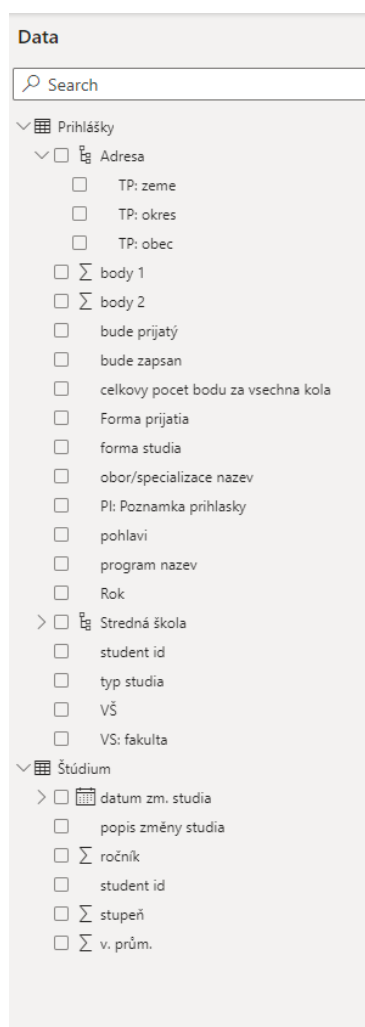 Data
Search
Prihlášky
Adresa
TP: zeme
TP: okres
TP: obec
∑ body 1
∑ body 2
bude prijatý
bude zapsan
celkovy pocet bodu za vsechna kola
Forma prijatia
forma studia
obor/specializace nazev
PI: Poznamka prihlasky
pohlavi
program nazev
Rok
Stredná škola
student id
typ studia
VŠ
VS: fakulta
Štúdium
datum zm. studia
popis změny studia
∑ ročník
student id
∑ stupeň
∑ v. prům.